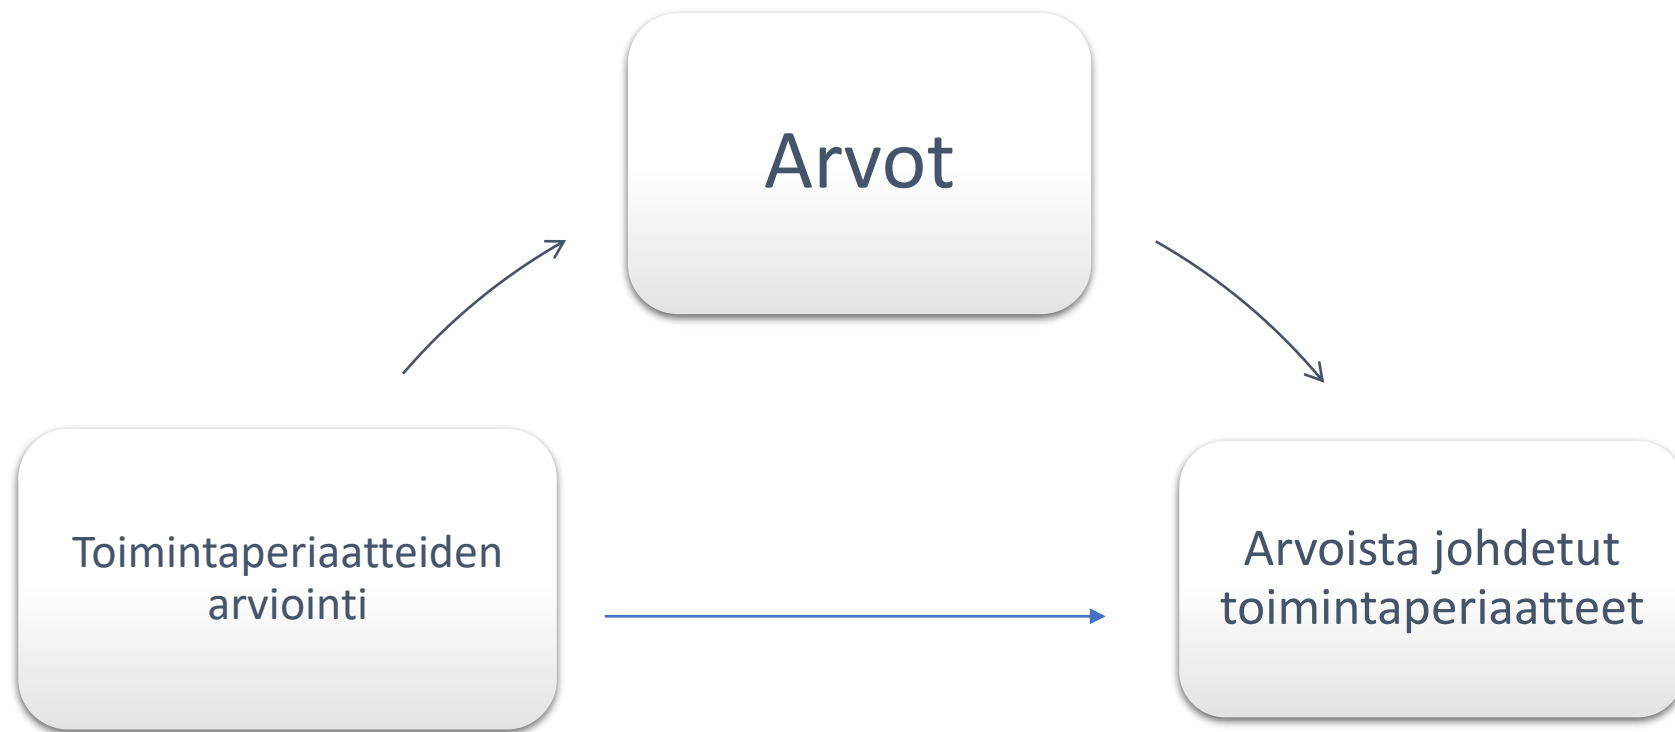 Arvot
Toimintaperiaatteiden
arviointi
Arvoista johdetut
toimintaperiaatteet